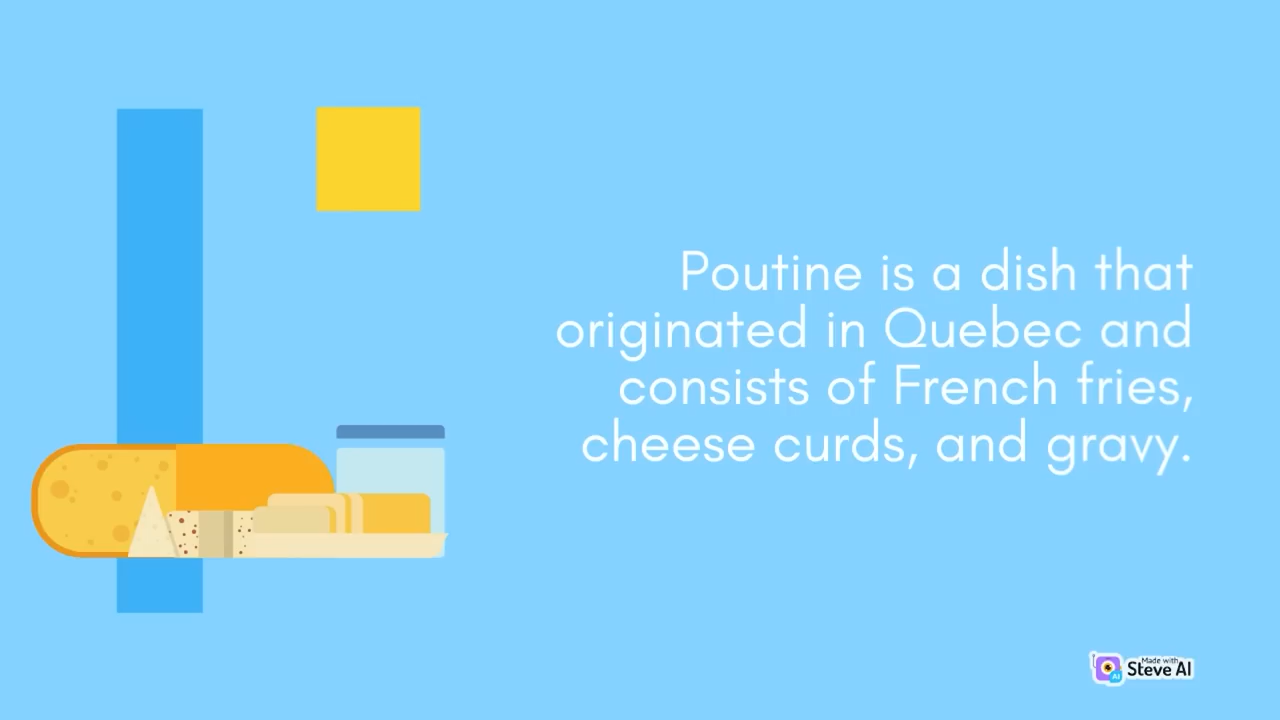 Poutine is a dish that
originated in Quebec and
consists of French fries,
cheese curds, and gravy.
Made with
Steve AI
AI